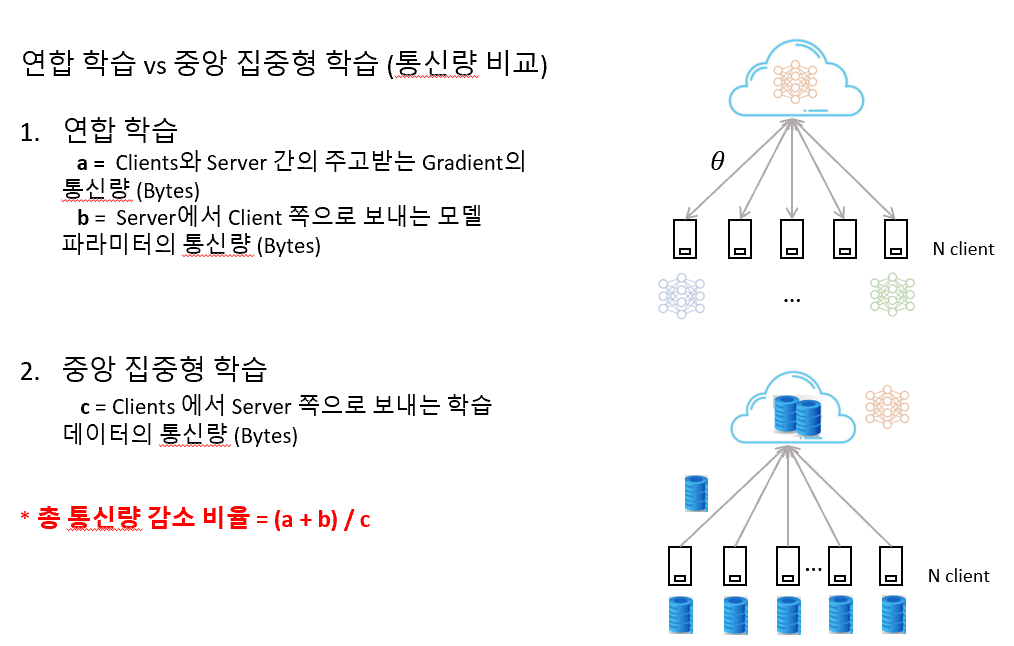 연합 학습 vs 중앙 집중형 학습 (통신량 비교)
1. 연합 학습
a = Clients와 Server 간의 주고받는 Gradient의
통신량 (Bytes)
b = Server에서 Client 쪽으로 보내는 모델
파라미터의 통신량 (Bytes)
θ
N client
...
2. 중앙 집중형 학습
c = Clients 에서 Server 쪽으로 보내는 학습
데이터의 통신량 (Bytes)
* 총 통신량 감소 비율 = (a + b) / c
...
N client